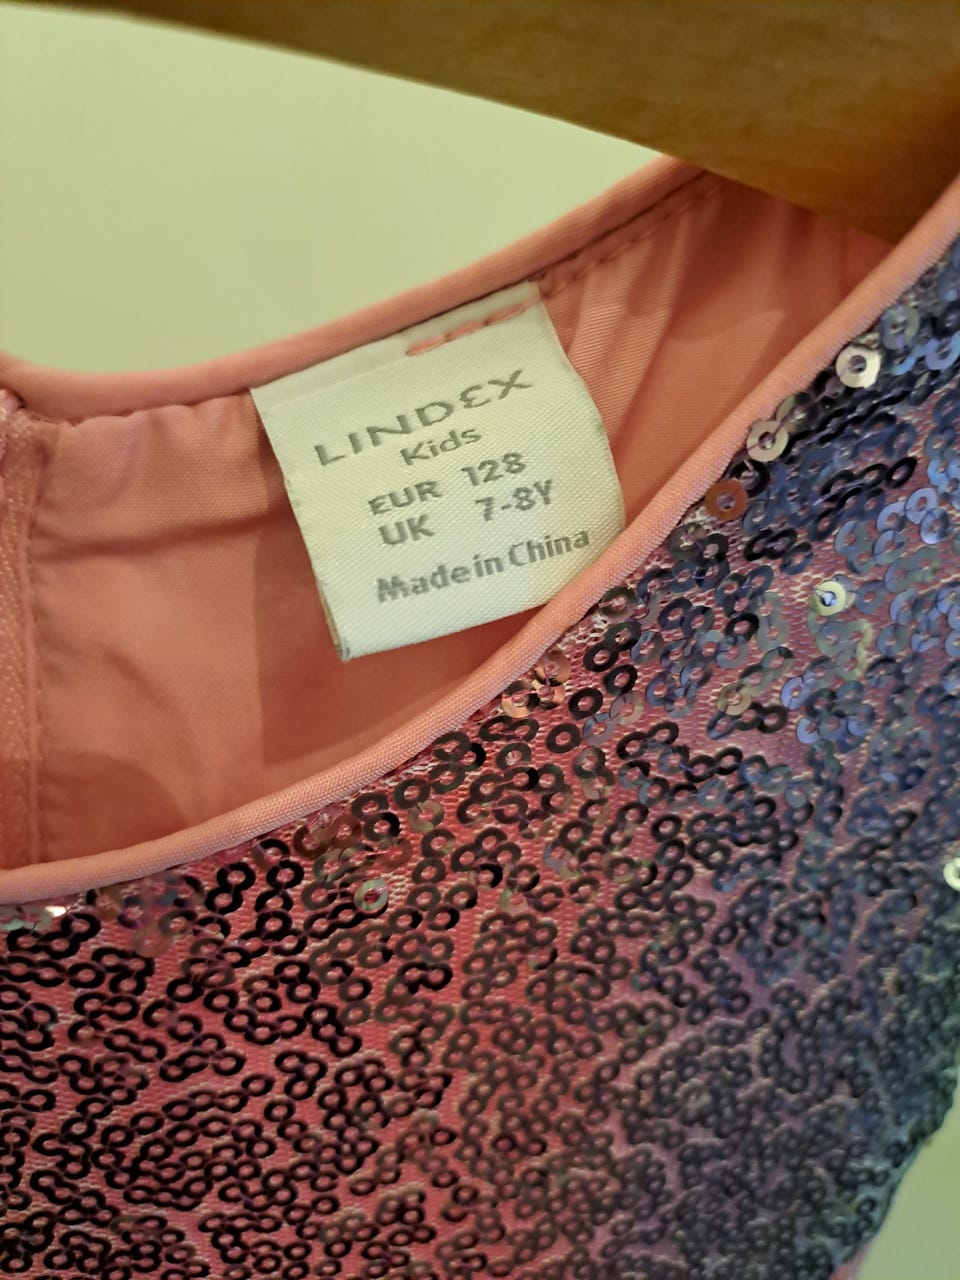 LINDEX
Kids
EUR 128
UK 7-8Y
Made in China